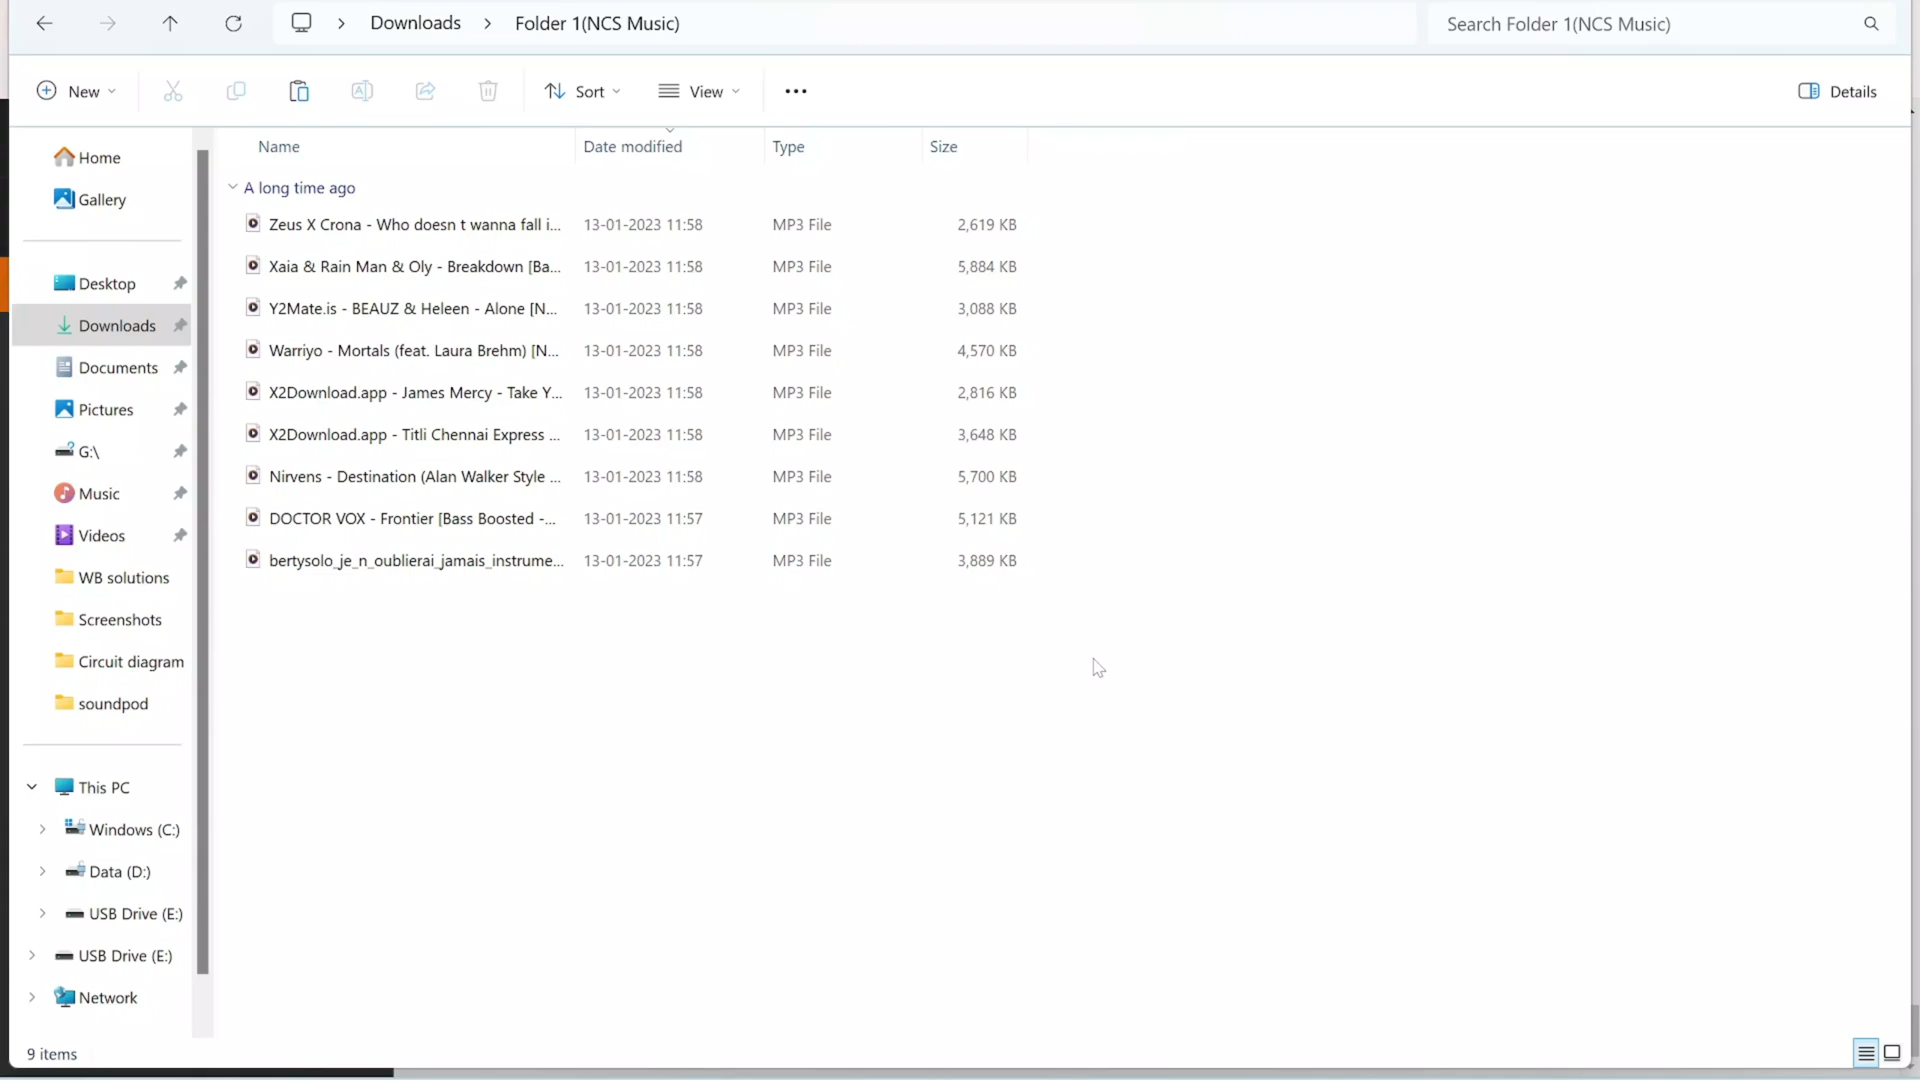 Downloads > Folder 1(NCS Music)
Search Folder 1(NCS Music)
New
Sort
View
Details
Home
Gallery
Desktop
Downloads
Documents
Pictures
G:\
Music
Videos
WB solutions
Screenshots
Circuit diagram
soundpod
This PC
Windows (C:)
Data (D:)
USB Drive (E:)
USB Drive (E:)
Network
Name Date modified Type Size
A long time ago
Zeus X Crona - Who doesn t wanna fall i... 13-01-2023 11:58 MP3 File 2,619 KB
Xaia & Rain Man & Oly - Breakdown [Ba... 13-01-2023 11:58 MP3 File 5,884 KB
Y2Mate.is - BEAUZ & Heleen - Alone [N... 13-01-2023 11:58 MP3 File 3,088 KB
Warriyo - Mortals (feat. Laura Brehm) [N... 13-01-2023 11:58 MP3 File 4,570 KB
X2Download.app - James Mercy - Take Y... 13-01-2023 11:58 MP3 File 2,816 KB
X2Download.app - Titli Chennai Express ... 13-01-2023 11:58 MP3 File 3,648 KB
Nirvens - Destination (Alan Walker Style ... 13-01-2023 11:58 MP3 File 5,700 KB
DOCTOR VOX - Frontier [Bass Boosted -... 13-01-2023 11:57 MP3 File 5,121 KB
bertysolo_je_n_oublierai_jamais_instrume... 13-01-2023 11:57 MP3 File 3,889 KB
9 items